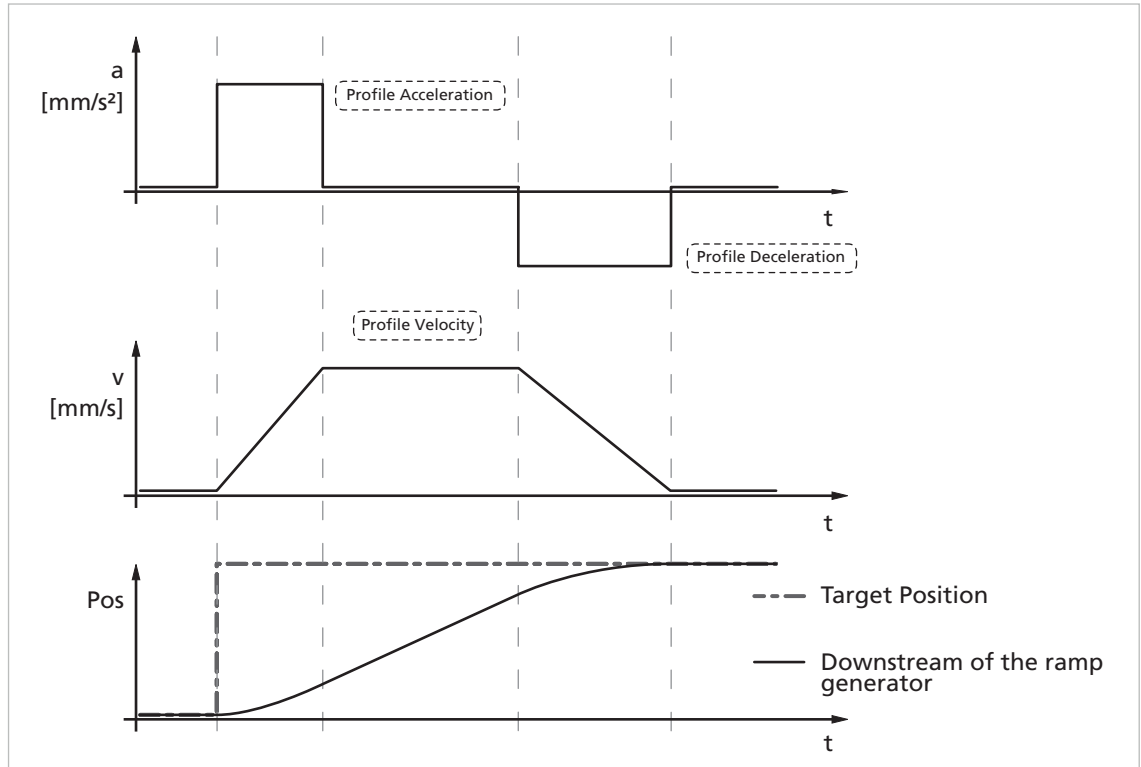 a
[mm/s²]
Profile Acceleration
t
Profile Deceleration
Profile Velocity
v
[mm/s]
t
Pos
Target Position
Downstream of the ramp
generator
t